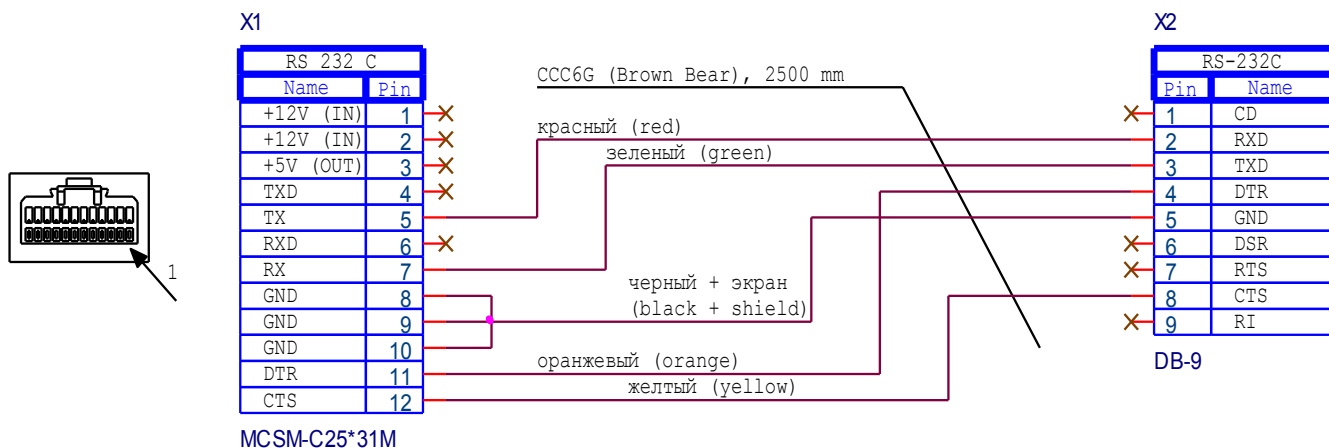 X1
X2
RS 232 C
Name Pin
+12V (IN) 1
+12V (IN) 2
+5V (OUT) 3
TXD 4
TX 5
RXD 6
RX 7
GND 8
GND 9
GND 10
DTR 11
CTS 12
MCSM-C25*31M
1
CCC6G (Brown Bear), 2500 mm
красный (red)
зеленый (green)
черный + экран
(black + shield)
оранжевый (orange)
желтый (yellow)
RS-232C
Pin Name
1 CD
2 RXD
3 TXD
4 DTR
5 GND
6 DSR
7 RTS
8 CTS
9 RI
DB-9